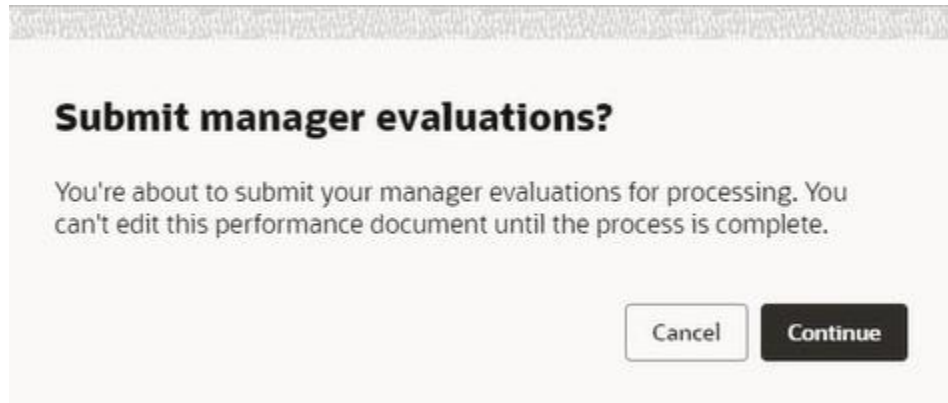 Submit manager evaluations?
You're about to submit your manager evaluations for processing. You
can't edit this performance document until the process is complete.
Cancel
Continue